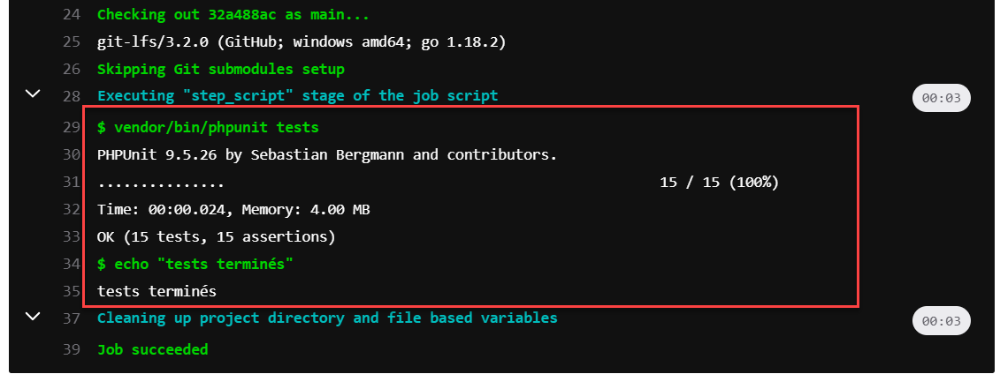 24 Checking out 32a488ac as main...
25 git-lfs/3.2.0 (GitHub; windows amd64; go 1.18.2)
26 Skipping Git submodules setup
28 Executing "step_script" stage of the job script 00:03
29 $ vendor/bin/phpunit tests
30 PHPUnit 9.5.26 by Sebastian Bergmann and contributors.
31 ............... 15 / 15 (100%)
32 Time: 00:00.024, Memory: 4.00 MB
33 OK (15 tests, 15 assertions)
34 $ echo "tests terminés"
35 tests terminés
37 Cleaning up project directory and file based variables 00:03
39 Job succeeded